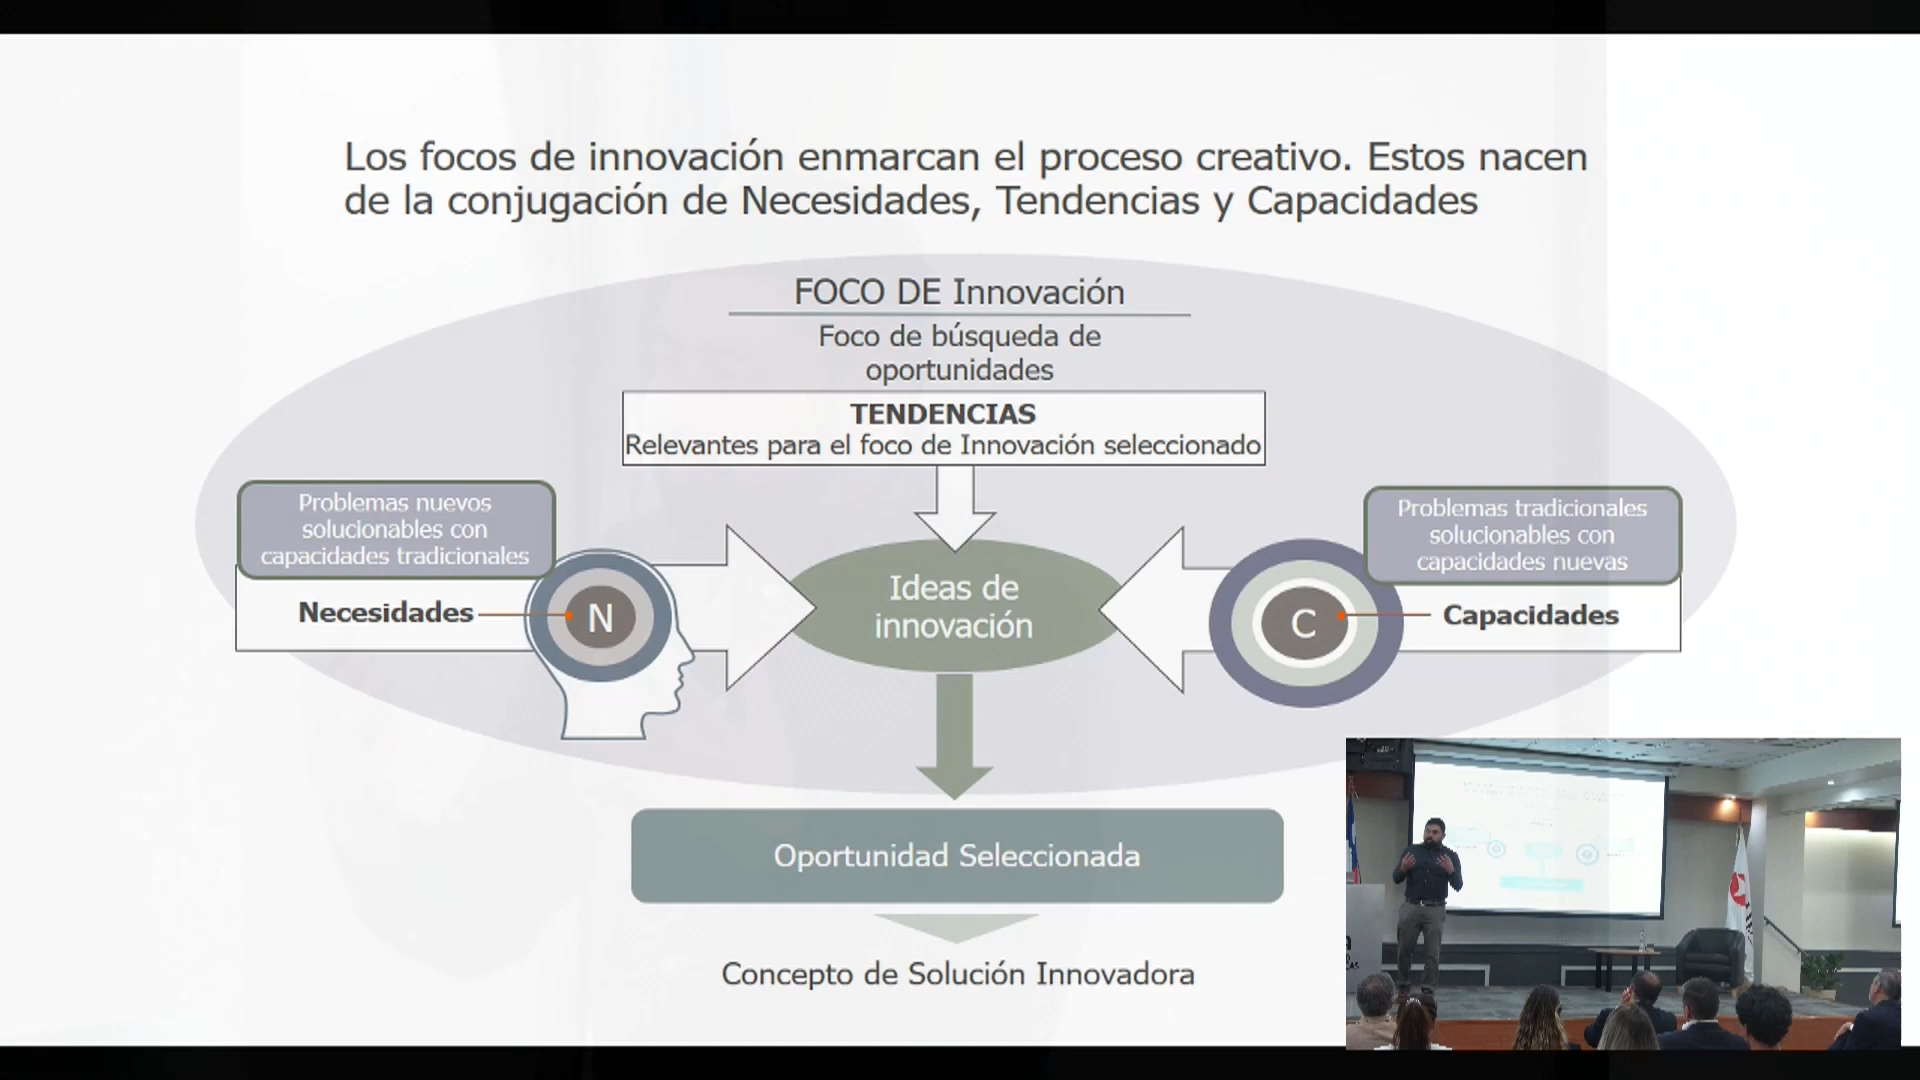 Los focos de innovación enmarcan el proceso creativo. Estos nacen
de la conjugación de Necesidades, Tendencias y Capacidades
FOCO DE Innovación
Foco de búsqueda de
oportunidades
TENDENCIAS
Relevantes para el foco de Innovación seleccionado
Problemas nuevos
solucionables con
capacidades tradicionales
Necesidades
N
Ideas de
innovación
Problemas tradicionales
solucionables con
capacidades nuevas
C
Capacidades
Oportunidad Seleccionada
Concepto de Solución Innovadora